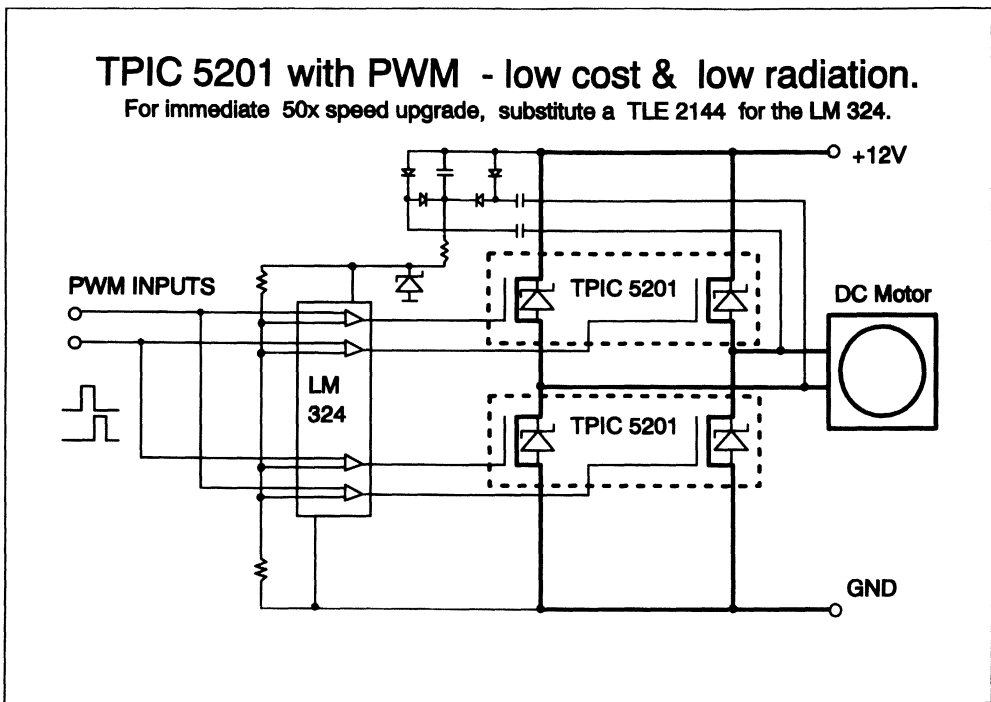 TPIC 5201 with PWM - low cost & low radiation.
For immediate 50x speed upgrade, substitute a TLE 2144 for the LM 324.
+12V
PWM INPUTS
TPIC 5201
DC Motor
LM
324
TPIC 5201
GND